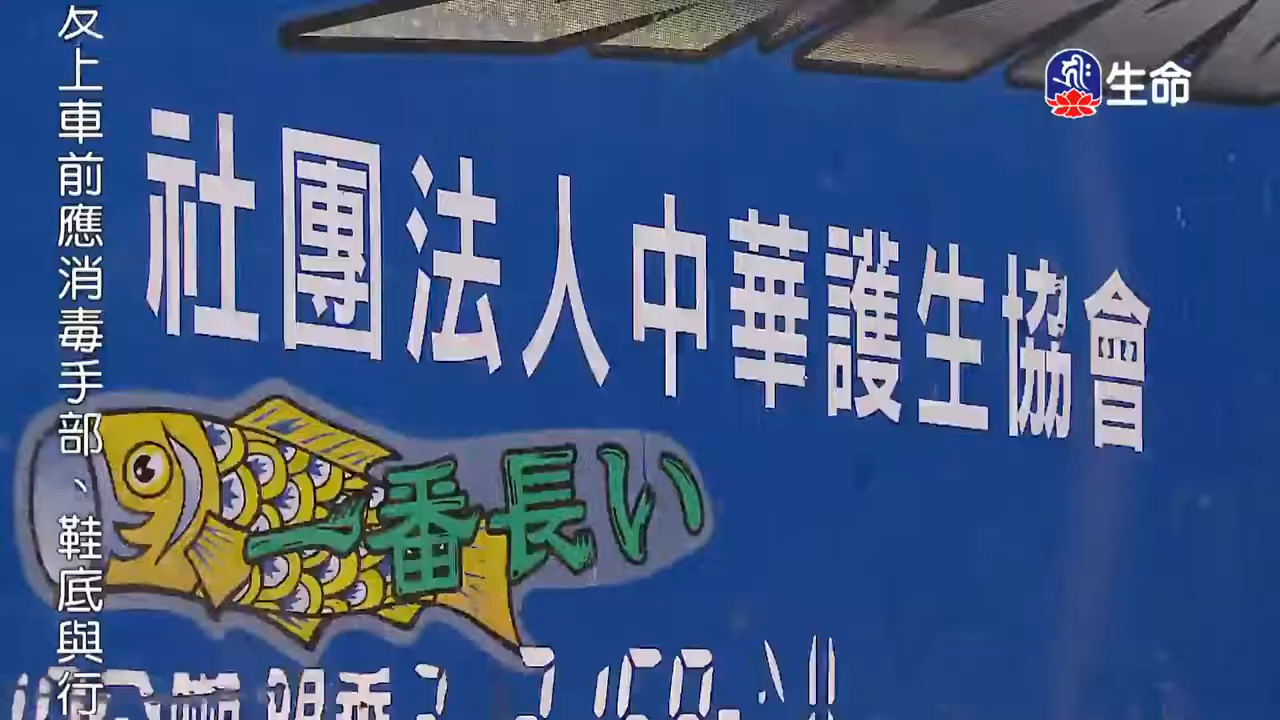 友上車前應消毒手部、鞋底與行
生命
社團法人中華護生協會
一番長い